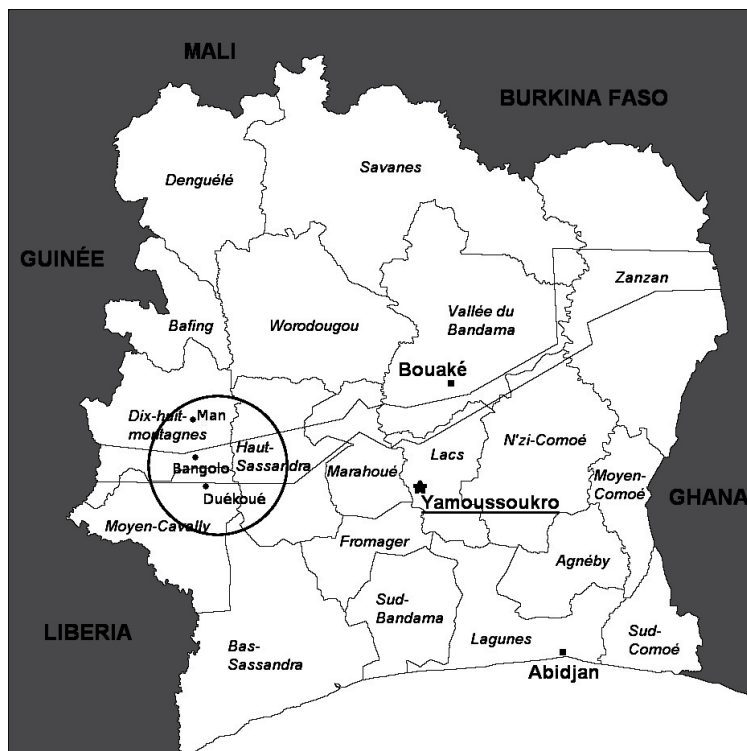 MALI
BURKINA FASO
Denguélé
Savanes
GUINÉE
Zanzan
Bafing
Worodougou
Vallée du
Bandama
Bouaké
Dix-huit-
montagnes
Man
Haut-
Sassandra
Bangolo
Marahoué
Lacs
N'zi-Comoé
Moyen-
Comoé
GHANA
Duékoué
Yamoussoukro
Moyen-Cavally
Fromager
Agnéby
Sud-
Bandama
LIBERIA
Bas-
Sassandra
Lagunes
Sud-
Comoé
Abidjan